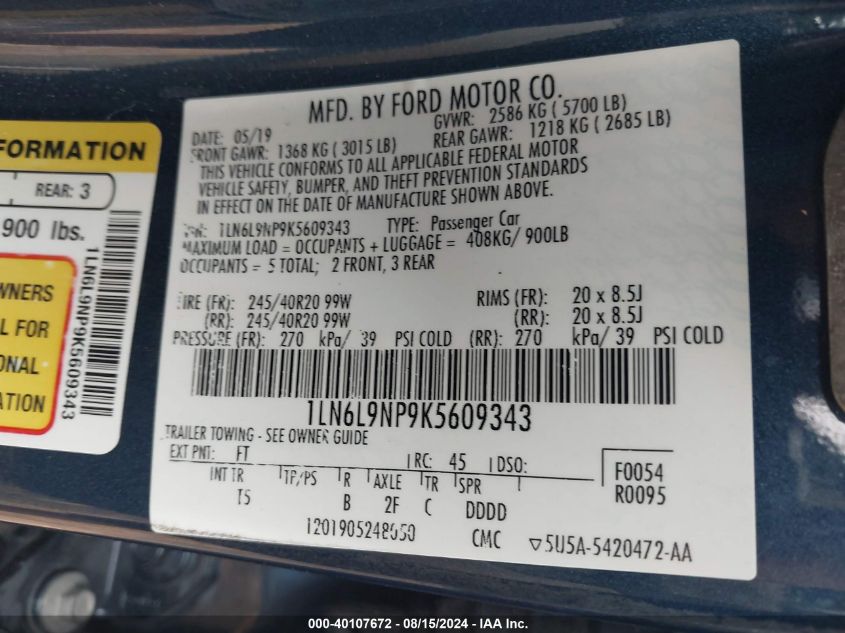 FORMATION
REAR: 3
900 lbs.
1LN6L9NP9K5609343
WNERS
L FOR
ONAL
MFD. BY FORD MOTOR CO.
DATE: 05/19 GVWR: 2586 KG ( 5700 LB)
FRONT GAWR: 1368 KG ( 3015 LB) REAR GAWR: 1218 KG ( 2685 LB)
THIS VEHICLE CONFORMS TO ALL APPLICABLE FEDERAL MOTOR
VEHICLE SAFETY, BUMPER, AND THEFT PREVENTION STANDARDS
IN EFFECT ON THE DATE OF MANUFACTURE SHOWN ABOVE.
VIN: 1LN6L9NP9K5609343 TYPE: Passenger Car
MAXIMUM LOAD = OCCUPANTS + LUGGAGE = 408KG/ 900LB
OCCUPANTS = 5 TOTAL; 2 FRONT, 3 REAR
TIRE (FR): 245/40R20 99W RIMS (FR): 20 x 8.5J
(RR): 245/40R20 99W (RR): 20 x 8.5J
PRESSURE (FR): 270 kPa/ 39 PSI COLD (RR): 270 kPa/ 39 PSI COLD
1LN6L9NP9K5609343
TRAILER TOWING - SEE OWNER GUIDE
EXT PNT: FT RC: 45 DSO: F0054
INT TR TP/PS R AXLE TR SPR R0095
T5 B 2F C DDDD
CMC ▽5U5A-5420472-AA
000-40107672 - 08/15/2024 - IAA Inc.